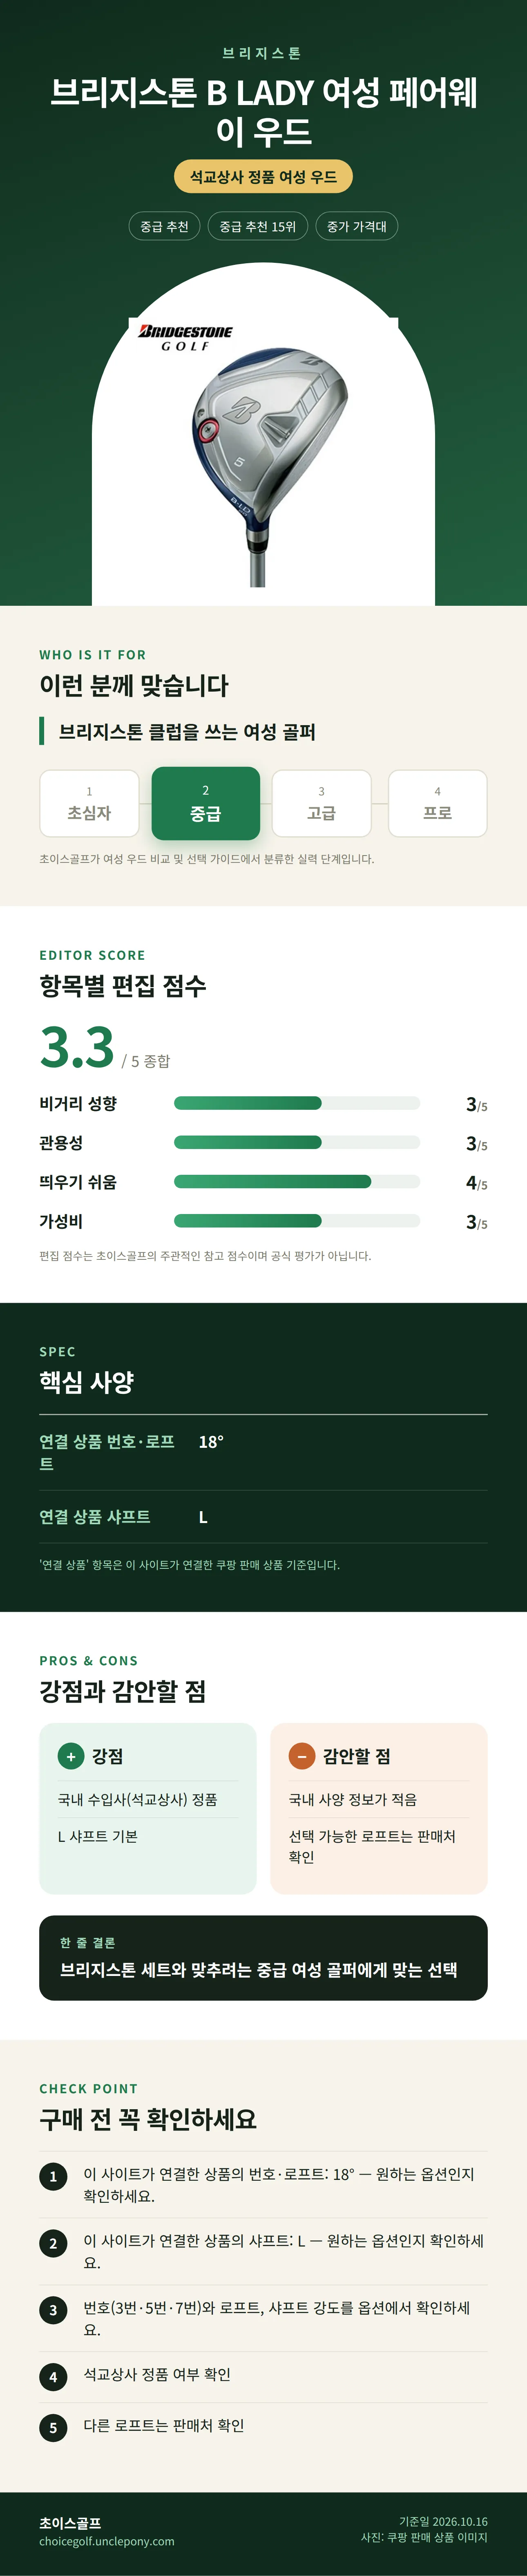 브리지스톤
브리지스톤 B LADY 여성 페어웨
이 우드
석교상사 정품 여성 우드
중급 추천
중급 추천 15위
중가 가격대
BRIDGESTONE
GOLF
5
WHO IS IT FOR
이런 분께 맞습니다
브리지스톤 클럽을 쓰는 여성 골퍼
1
초심자
2
중급
3
고급
4
프로
초이스골프가 여성 우드 비교 및 선택 가이드에서 분류한 실력 단계입니다.
EDITOR SCORE
항목별 편집 점수
3.3 / 5 종합
비거리 성향 3/5
관용성 3/5
띄우기 쉬움 4/5
가성비 3/5
편집 점수는 초이스골프의 주관적인 참고 점수이며 공식 평가가 아닙니다.
SPEC
핵심 사양
연결 상품 번호·로프 18°
트
연결 상품 샤프트 L
'연결 상품' 항목은 이 사이트가 연결한 쿠팡 판매 상품 기준입니다.
PROS & CONS
강점과 감안할 점
+ 강점
국내 수입사(석교상사) 정품
L 샤프트 기본
− 감안할 점
국내 사양 정보가 적음
선택 가능한 로프트는 판매처
확인
한 줄 결론
브리지스톤 세트와 맞추려는 중급 여성 골퍼에게 맞는 선택
CHECK POINT
구매 전 꼭 확인하세요
1 이 사이트가 연결한 상품의 번호·로프트: 18° — 원하는 옵션인지
확인하세요.
2 이 사이트가 연결한 상품의 샤프트: L — 원하는 옵션인지 확인하세
요.
3 번호(3번·5번·7번)와 로프트, 샤프트 강도를 옵션에서 확인하세
요.
4 석교상사 정품 여부 확인
5 다른 로프트는 판매처 확인
초이스골프
choicegolf.unclepony.com
기준일 2026.10.16
사진: 쿠팡 판매 상품 이미지